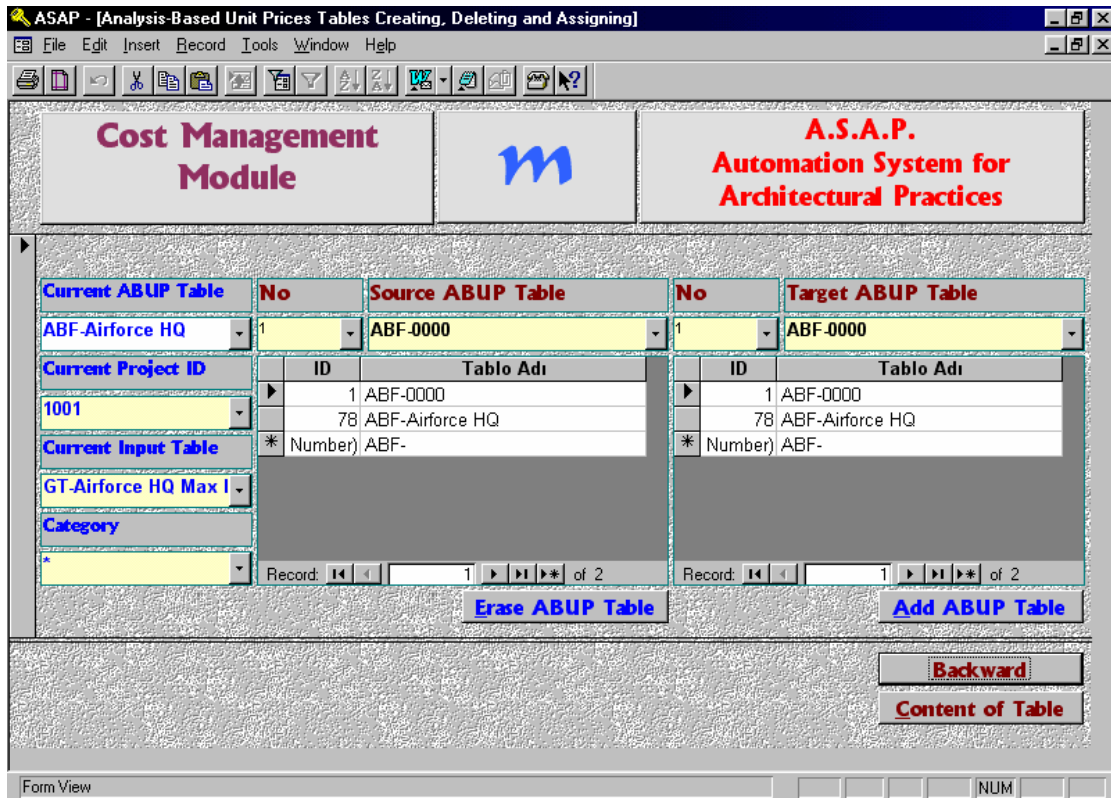 ASAP - [Analysis-Based Unit Prices Tables Creating, Deleting and Assigning]
File Edit Insert Record Tools Window Help
Cost Management
Module
m
A.S.A.P.
Automation System for
Architectural Practices
Current ABUP Table No Source ABUP Table No Target ABUP Table
ABF-Airforce HQ 1 ABF-0000 1 ABF-0000
Current Project ID ID Tablo Adı ID Tablo Adı
1 ABF-0000 1 ABF-0000
1001
78 ABF-Airforce HQ 78 ABF-Airforce HQ
Current Input Table * Number) ABF- * Number) ABF-
GT-Airforce HQ Max I
Category
*
Record: 1 of 2 Record: 1 of 2
Erase ABUP Table Add ABUP Table
Backward
Content of Table
Form View NUM